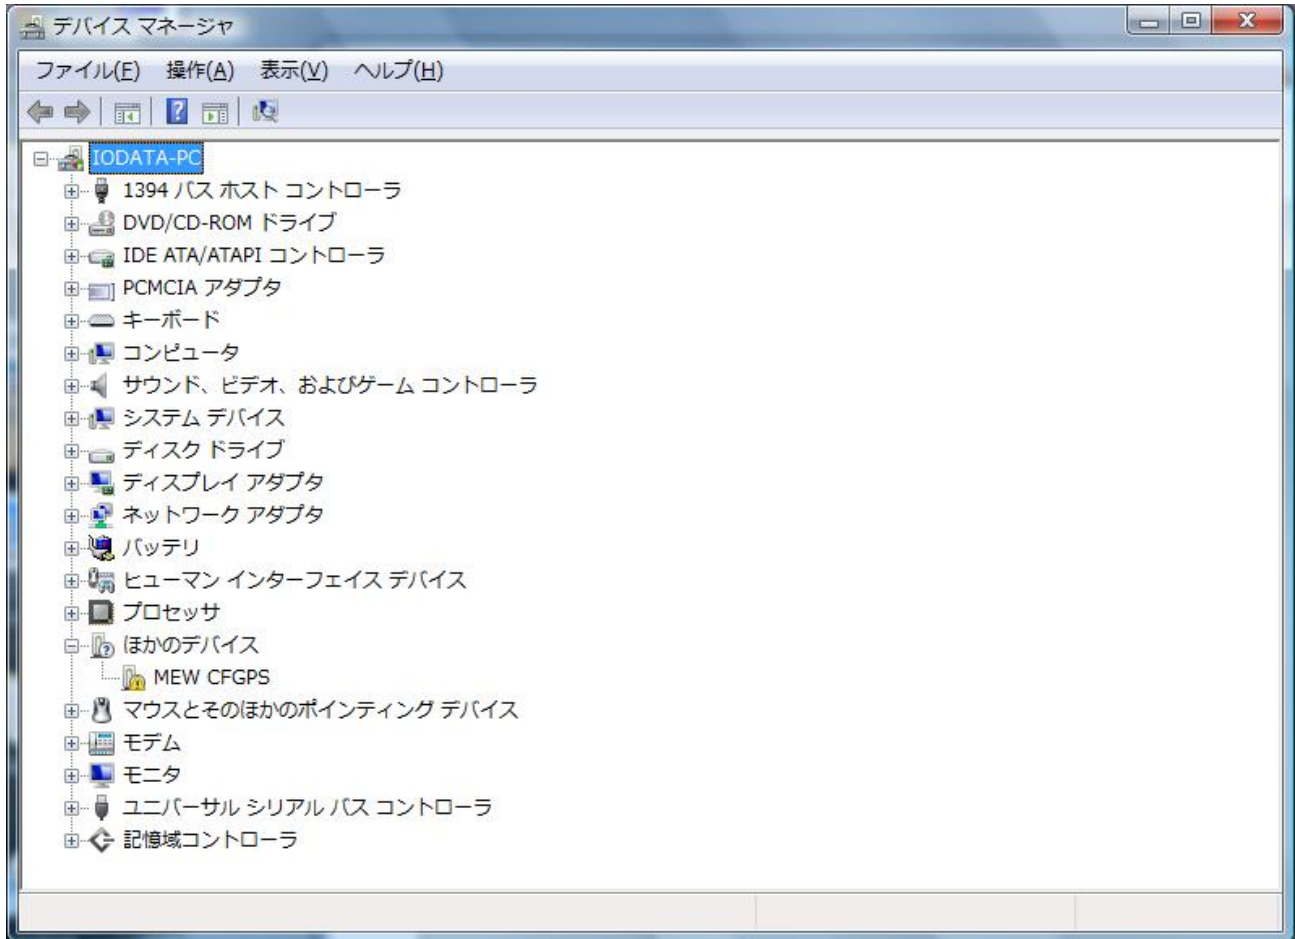 デバイス マネージャ
ファイル(F) 操作(A) 表示(V) ヘルプ(H)
IODATA-PC
1394 バス ホスト コントローラ
DVD/CD-ROM ドライブ
IDE ATA/ATAPI コントローラ
PCMCIA アダプタ
キーボード
コンピュータ
サウンド、ビデオ、およびゲーム コントローラ
システム デバイス
ディスク ドライブ
ディスプレイ アダプタ
ネットワーク アダプタ
バッテリ
ヒューマン インターフェイス デバイス
プロセッサ
ほかのデバイス
MEW CFGPS
マウスとそのほかのポインティング デバイス
モデム
モニタ
ユニバーサル シリアル バス コントローラ
記憶域コントローラ